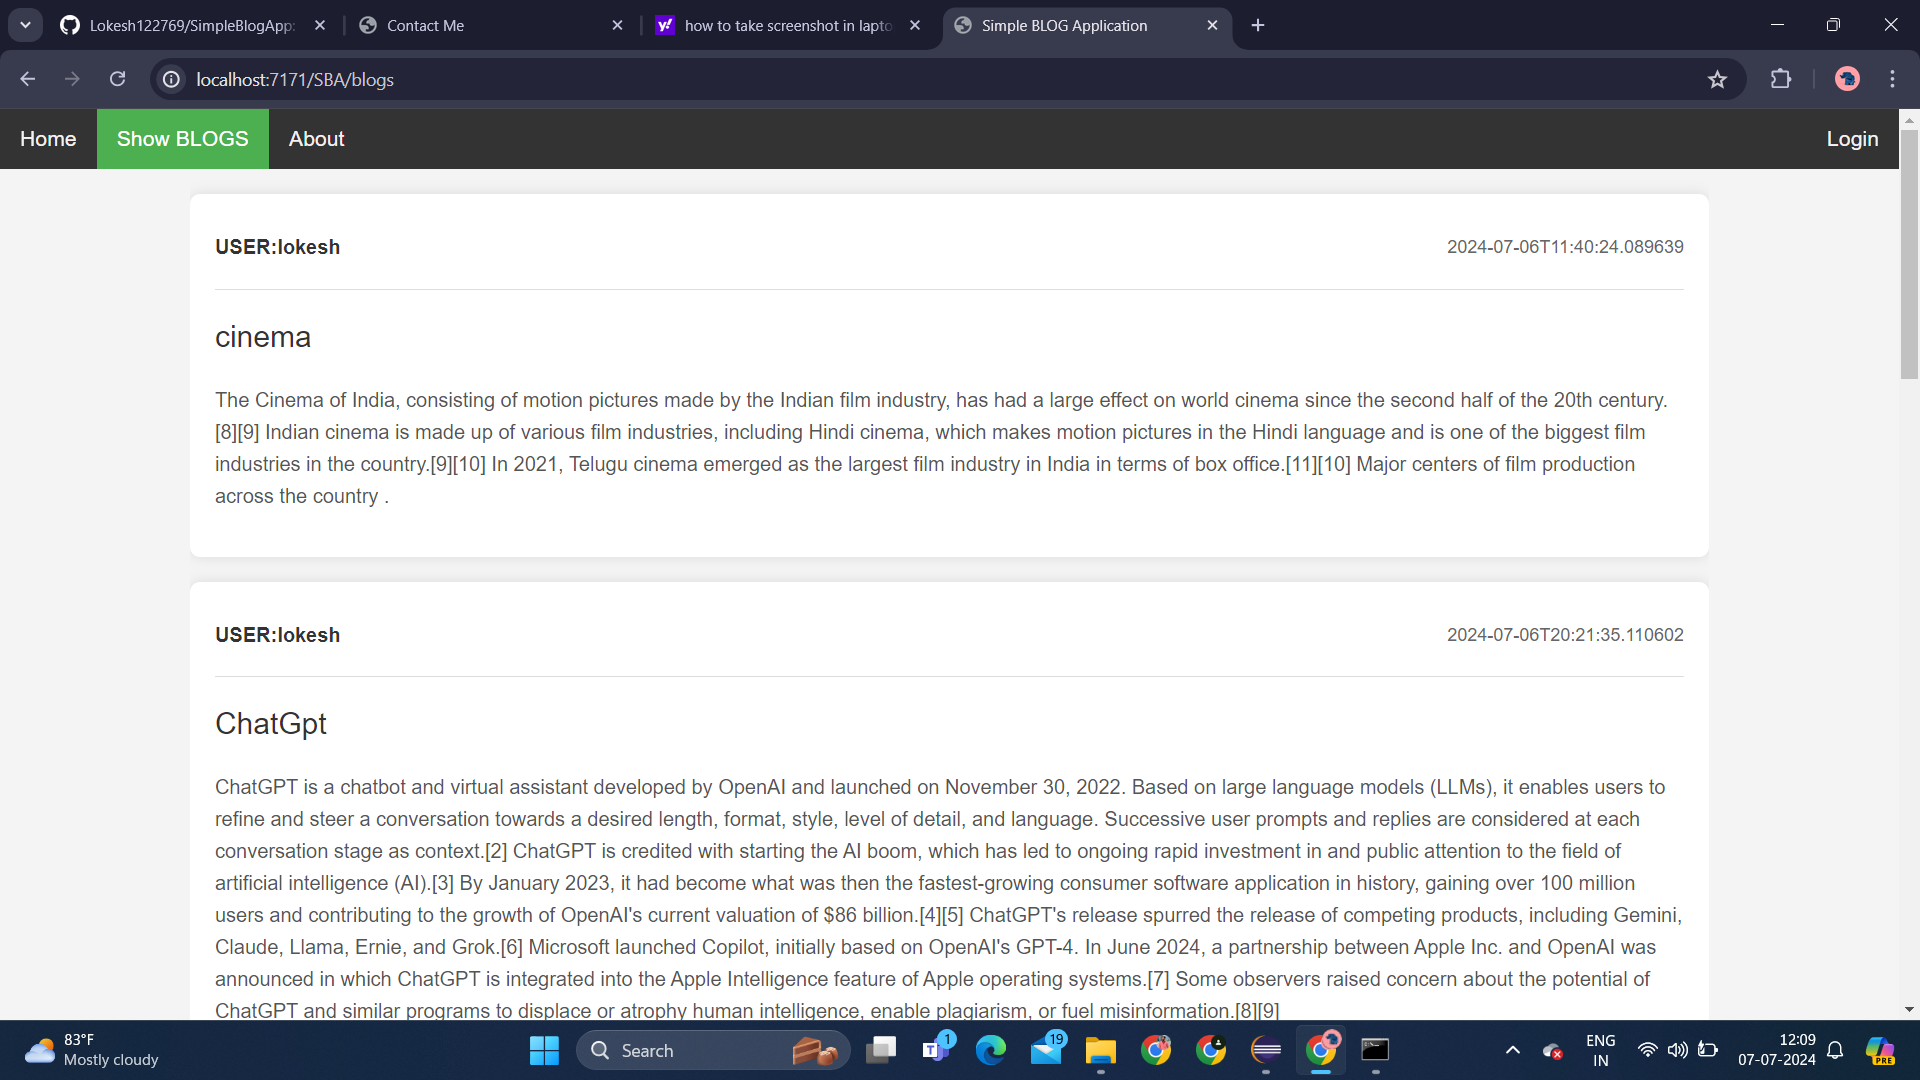 Lokesh122769/SimpleBlogApp:
Contact Me
how to take screenshot in lapto
Simple BLOG Application
localhost:7171/SBA/blogs
Home
Show BLOGS
About
Login
USER:lokesh
2024-07-06T11:40:24.089639
cinema
The Cinema of India, consisting of motion pictures made by the Indian film industry, has had a large effect on world cinema since the second half of the 20th century.
[8][9] Indian cinema is made up of various film industries, including Hindi cinema, which makes motion pictures in the Hindi language and is one of the biggest film
industries in the country.[9][10] In 2021, Telugu cinema emerged as the largest film industry in India in terms of box office.[11][10] Major centers of film production
across the country .
USER:lokesh
2024-07-06T20:21:35.110602
ChatGpt
ChatGPT is a chatbot and virtual assistant developed by OpenAI and launched on November 30, 2022. Based on large language models (LLMs), it enables users to
refine and steer a conversation towards a desired length, format, style, level of detail, and language. Successive user prompts and replies are considered at each
conversation stage as context.[2] ChatGPT is credited with starting the AI boom, which has led to ongoing rapid investment in and public attention to the field of
artificial intelligence (AI).[3] By January 2023, it had become what was then the fastest-growing consumer software application in history, gaining over 100 million
users and contributing to the growth of OpenAI's current valuation of $86 billion.[4][5] ChatGPT's release spurred the release of competing products, including Gemini,
Claude, Llama, Ernie, and Grok.[6] Microsoft launched Copilot, initially based on OpenAI's GPT-4. In June 2024, a partnership between Apple Inc. and OpenAI was
announced in which ChatGPT is integrated into the Apple Intelligence feature of Apple operating systems.[7] Some observers raised concern about the potential of
ChatGPT and similar programs to displace or atrophy human intelligence, enable plagiarism, or fuel misinformation.[8][9]
83°F
Mostly cloudy
Search
1
19
ENG
IN
12:09
07-07-2024
PRE